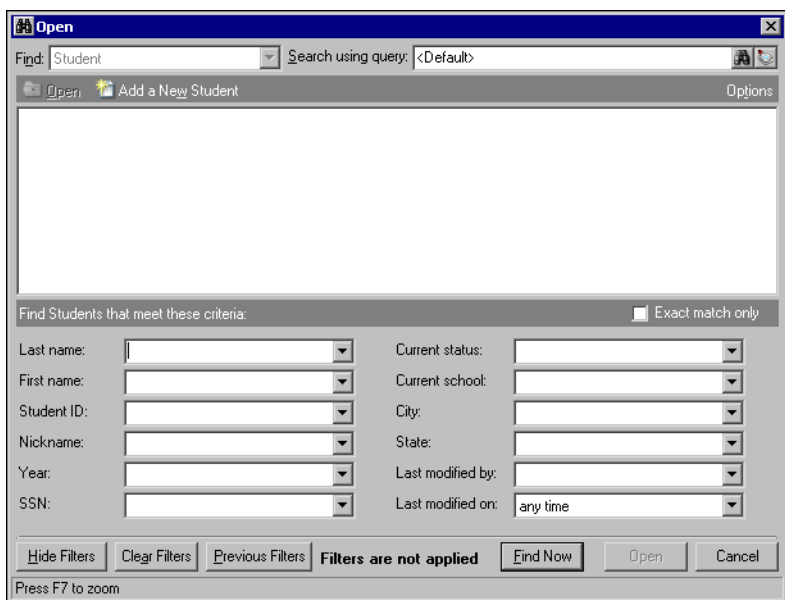 Open
Find: Student Search using query: <Default>
Open Add a New Student Options
Find Students that meet these criteria: Exact match only
Last name: Current status:
First name: Current school:
Student ID: City:
Nickname: State:
Year: Last modified by:
SSN: Last modified on: any time
Hide Filters Clear Filters Previous Filters Filters are not applied Find Now Open Cancel
Press F7 to zoom